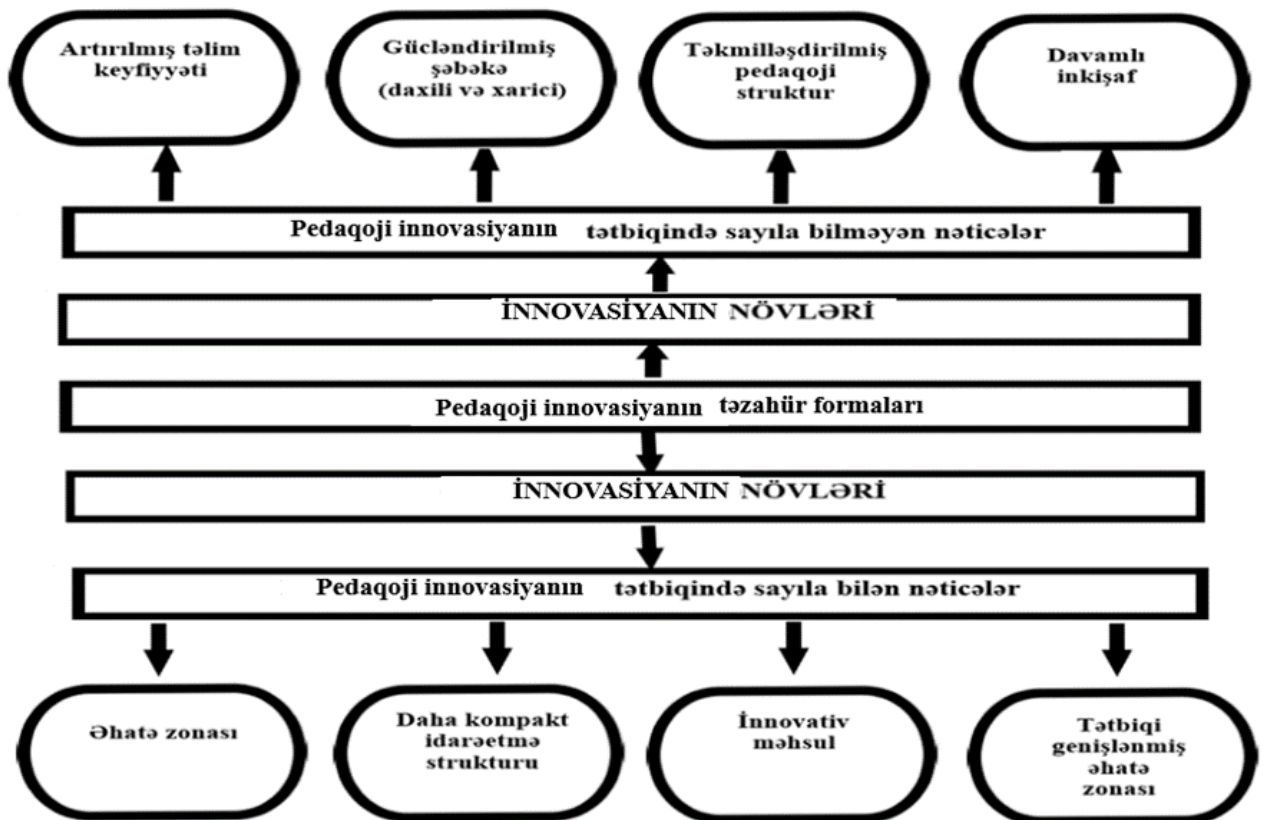 Artırılmış təlim
keyfiyyəti
Gücləndirilmiş
şəbəkə
(daxili və xarici)
Təkmilləşdirilmiş
pedaqoji
struktur
Davamlı
inkişaf
Pedaqoji innovasiyanın tətbiqində sayıla bilməyən nəticələr
İNNOVASİYANIN NÖVLƏRİ
Pedaqoji innovasiyanın təzahür formaları
İNNOVASİYANIN NÖVLƏRİ
Pedaqoji innovasiyanın tətbiqində sayıla bilən nəticələr
Əhatə zonası
Daha kompakt
idarəetmə
strukturu
İnnovativ
məhsul
Tətbiqi
genişlənmiş
əhatə
zonası